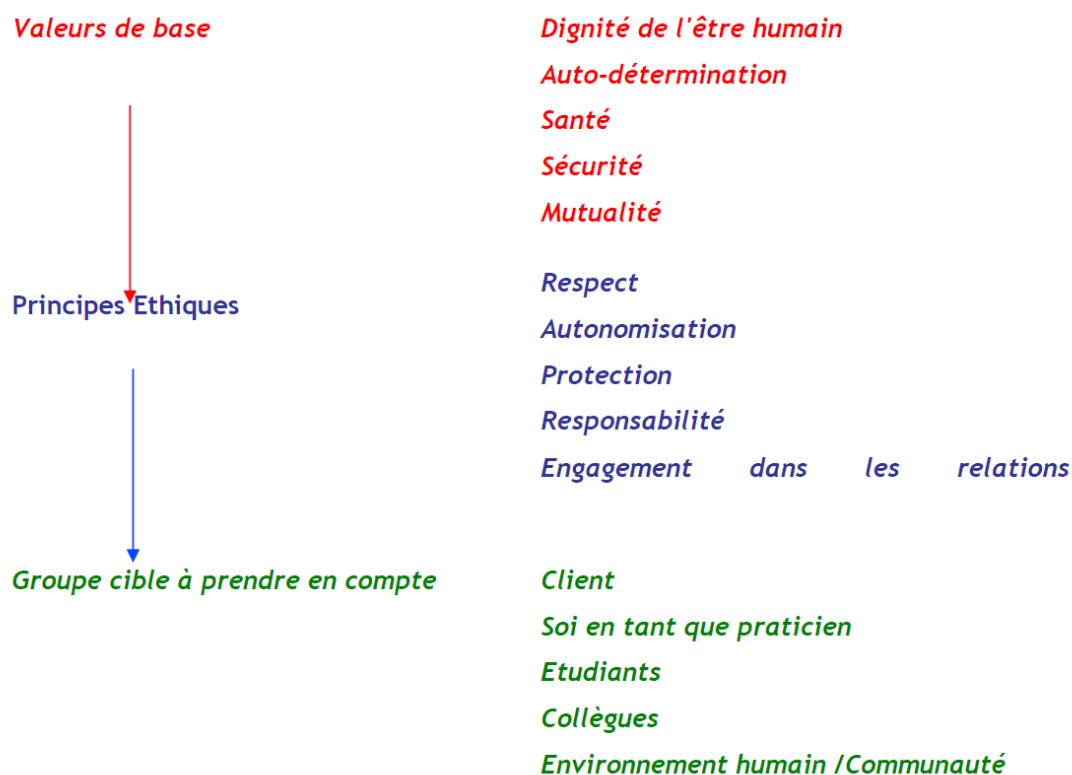 Valeurs de base
Dignité de l'être humain
Auto-détermination
Santé
Sécurité
Mutualité
Principes Ethiques
Respect
Autonomisation
Protection
Responsabilité
Engagement dans les relations
Groupe cible à prendre en compte
Client
Soi en tant que praticien
Etudiants
Collègues
Environnement humain /Communauté